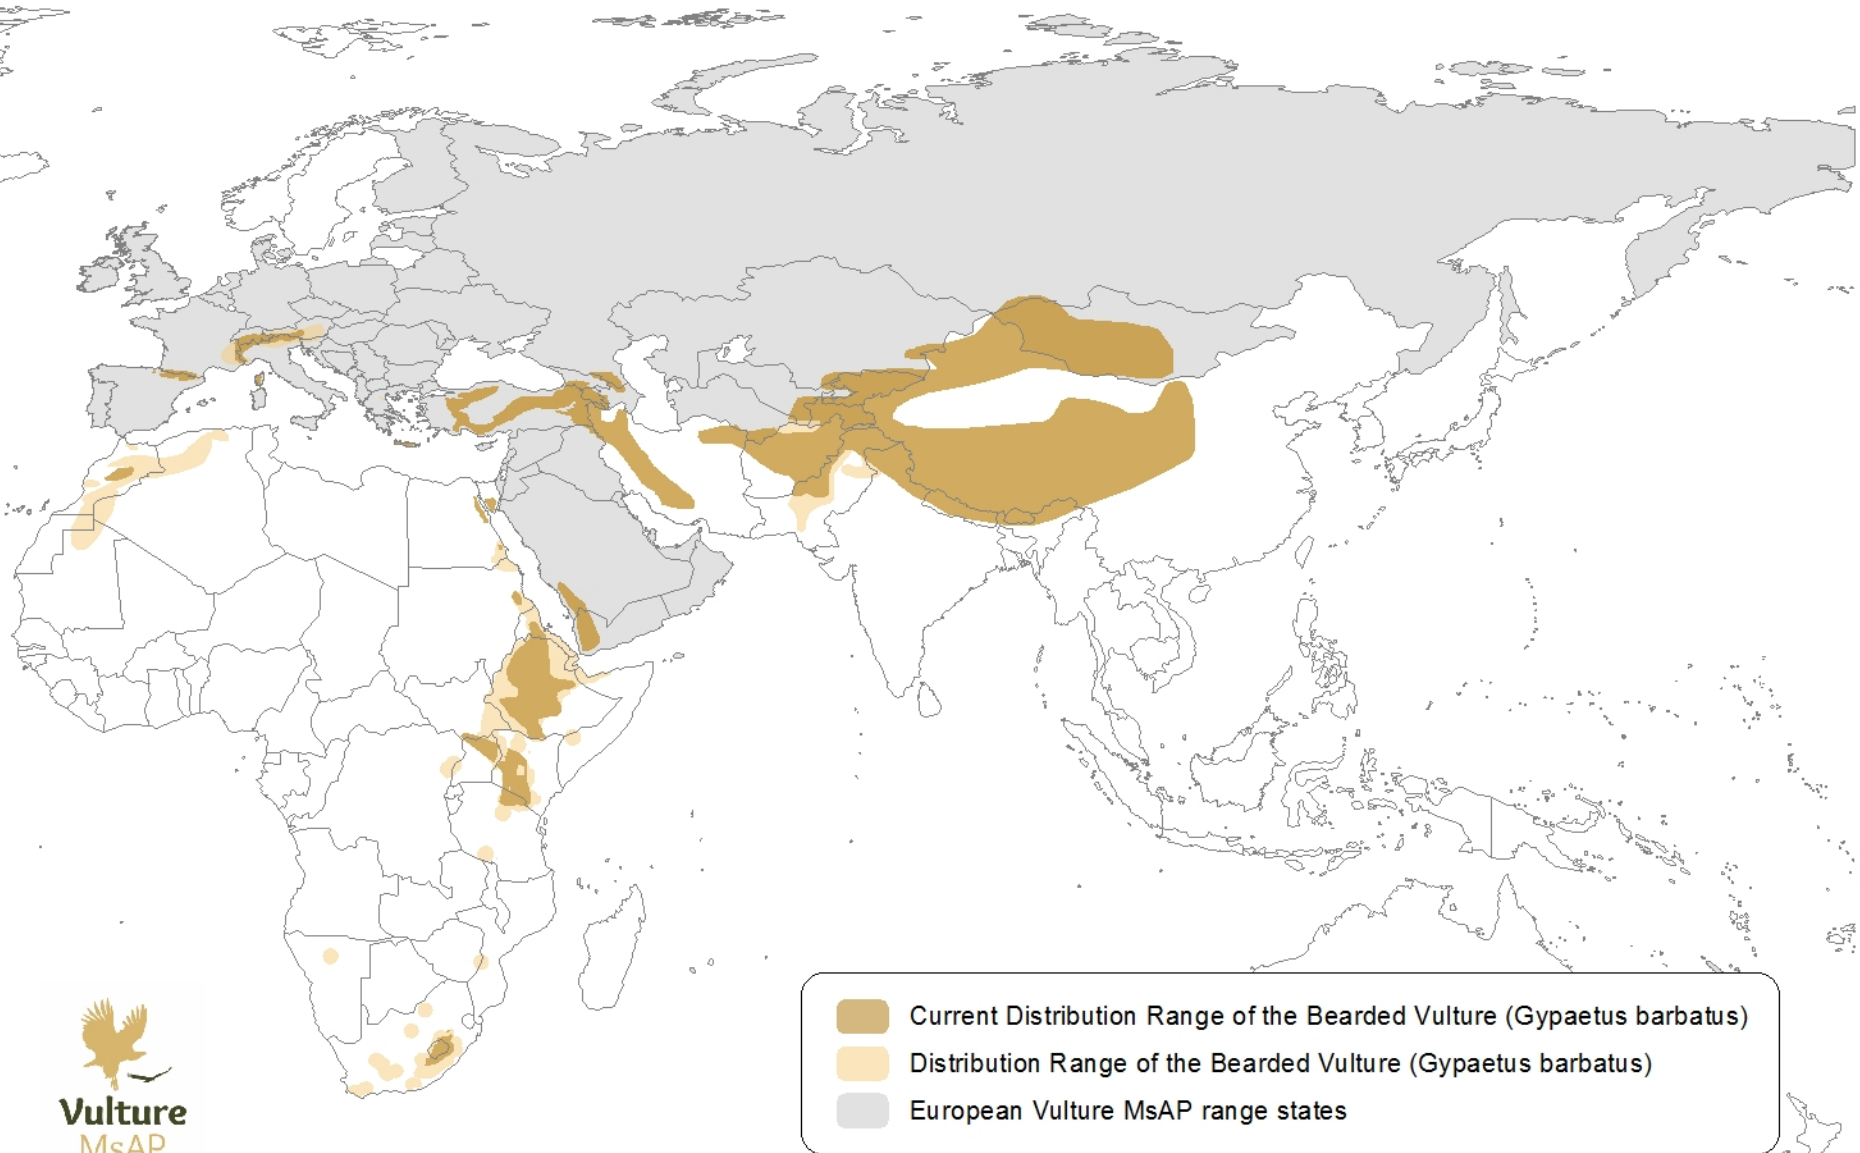 Current Distribution Range of the Bearded Vulture (Gypaetus barbatus)
Distribution Range of the Bearded Vulture (Gypaetus barbatus)
European Vulture MsAP range states
Vulture
MsAP